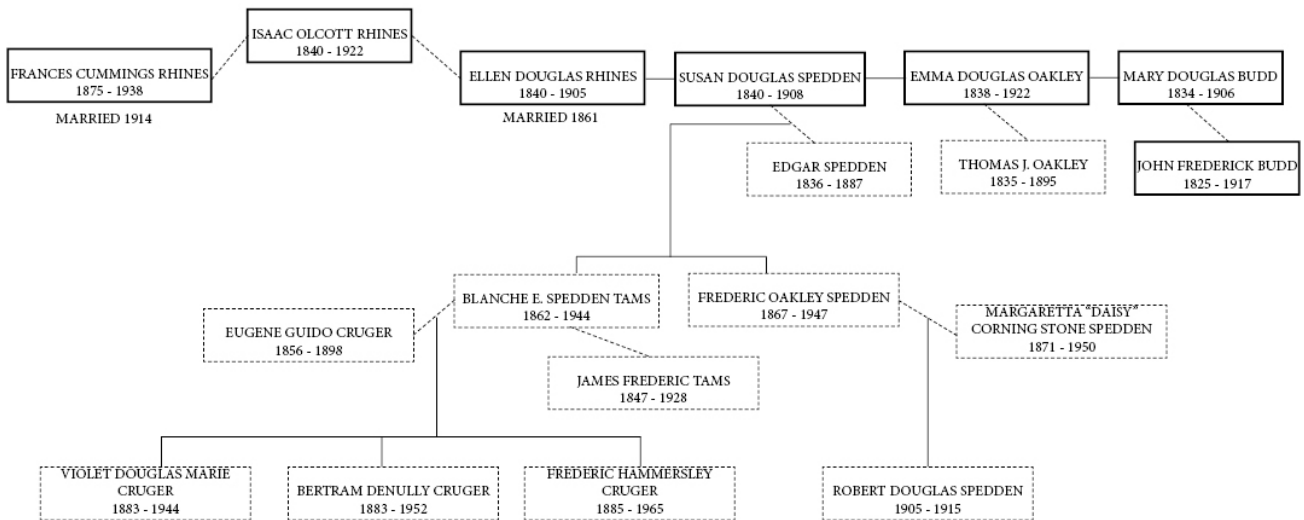 ISAAC OLCOTT RHINES
1840 - 1922
FRANCES CUMMINGS RHINES
1875 - 1938
MARRIED 1914
ELLEN DOUGLAS RHINES
1840 - 1905
MARRIED 1861
SUSAN DOUGLAS SPEDDEN
1840 - 1908
EMMA DOUGLAS OAKLEY
1838 - 1922
MARY DOUGLAS BUDD
1834 - 1906
EDGAR SPEDDEN
1836 - 1887
THOMAS J. OAKLEY
1835 - 1895
JOHN FREDERICK BUDD
1825 - 1917
BLANCHE E. SPEDDEN TAMS
1862 - 1944
FREDERIC OAKLEY SPEDDEN
1867 - 1947
EUGENE GUIDO CRUGER
1856 - 1898
MARGARETTA “DAISY”
CORNING STONE SPEDDEN
1871 - 1950
JAMES FREDERIC TAMS
1847 - 1928
VIOLET DOUGLAS MARIE
CRUGER
1883 - 1944
BERTRAM DENULLY CRUGER
1883 - 1952
FREDERIC HAMMERSLEY
CRUGER
1885 - 1965
ROBERT DOUGLAS SPEDDEN
1905 - 1915